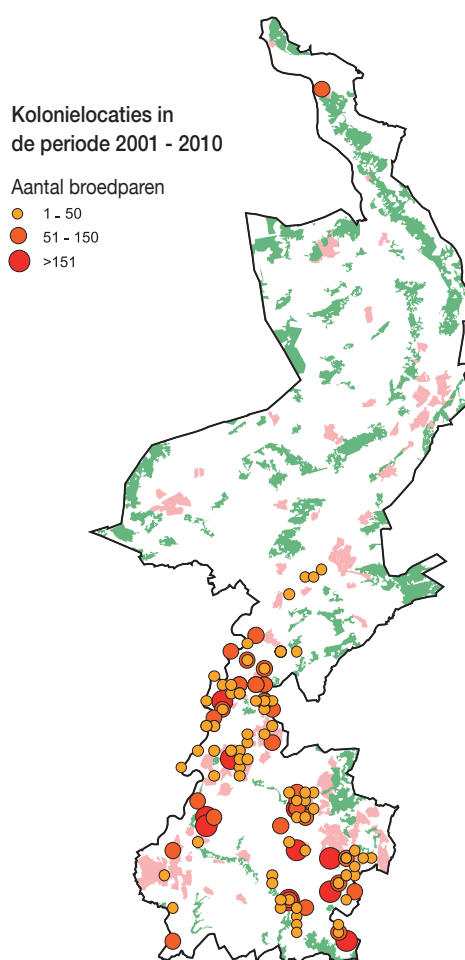 Kolonielocaties in
de periode 2001 - 2010
Aantal broedparen
1 - 50
51 - 150
>151